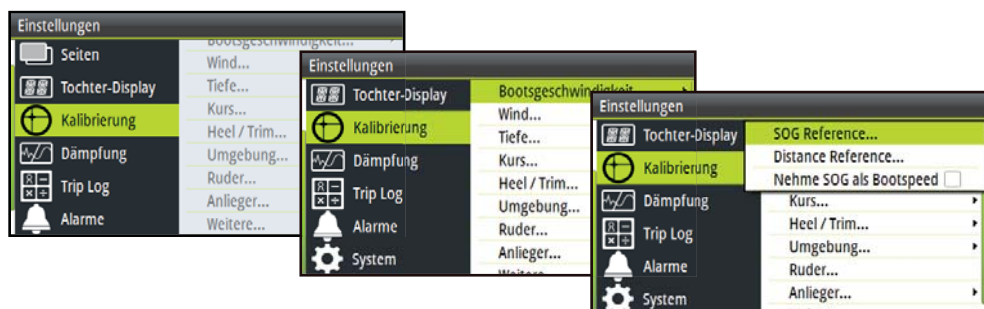 Einstellungen
Seiten
Tochter-Display
Kalibrierung
Dämpfung
Trip Log
Alarme
Bootsgeschwindigkeit...
Wind...
Tiefe...
Kurs...
Heel / Trim...
Umgebung...
Ruder...
Anlieger...
Weitere...
Einstellungen
Tochter-Display
Kalibrierung
Dämpfung
Trip Log
Alarme
System
Bootsgeschwindigkeit
Wind...
Tiefe...
Kurs...
Heel / Trim...
Umgebung...
Ruder...
Anlieger...
Weitere...
Einstellungen
Tochter-Display
Kalibrierung
Dämpfung
Trip Log
Alarme
System
SOG Reference...
Distance Reference...
Nehme SOG als Bootspeed
Kurs...
Heel / Trim...
Umgebung...
Ruder...
Anlieger...